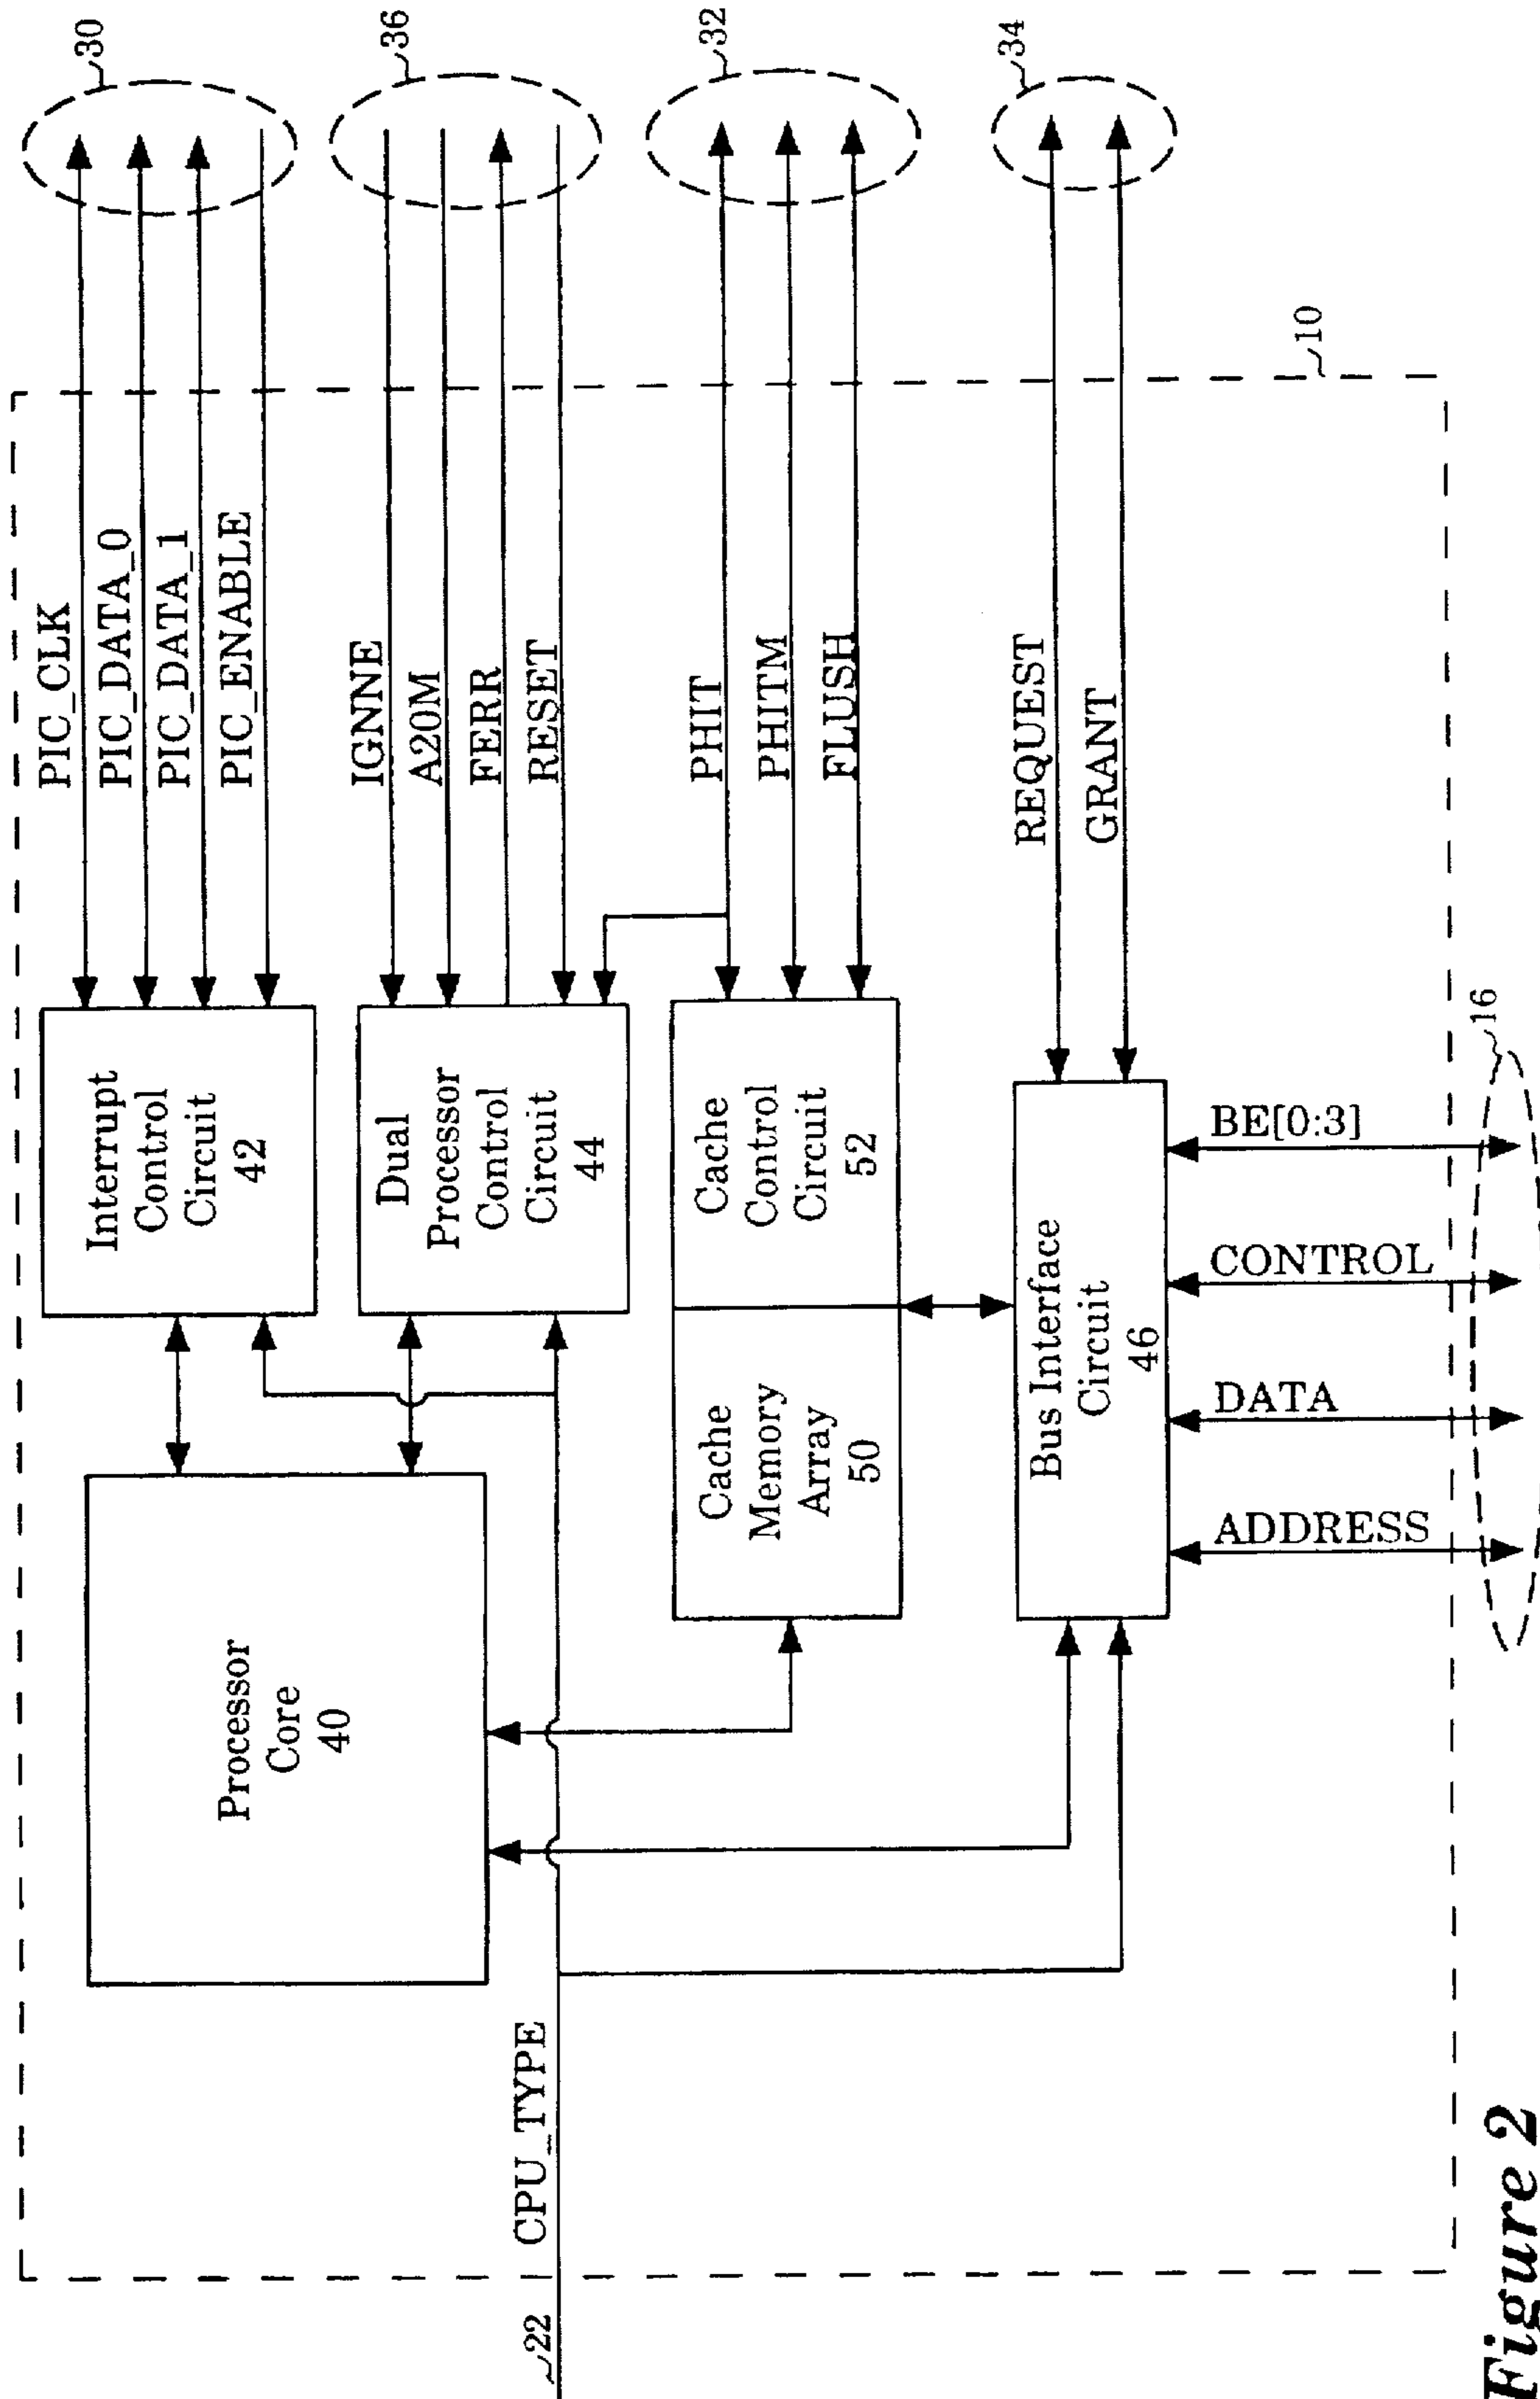 30
PIC_CLK
PIC_DATA_0
PIC_DATA_1
PIC_ENABLE
36
IGNNE
A20M
FERR
RESET
32
PHIT
PHITM
FLUSH
34
REQUEST
GRANT
10
Interrupt
Control
Circuit
42
Dual
Processor
Control
Circuit
44
Cache
Control
Circuit
52
Cache
Memory
Array
50
Processor
Core
40
Bus Interface
Circuit
46
16
BE[0:3]
CONTROL
DATA
ADDRESS
CPU_TYPE
22
Figure 2